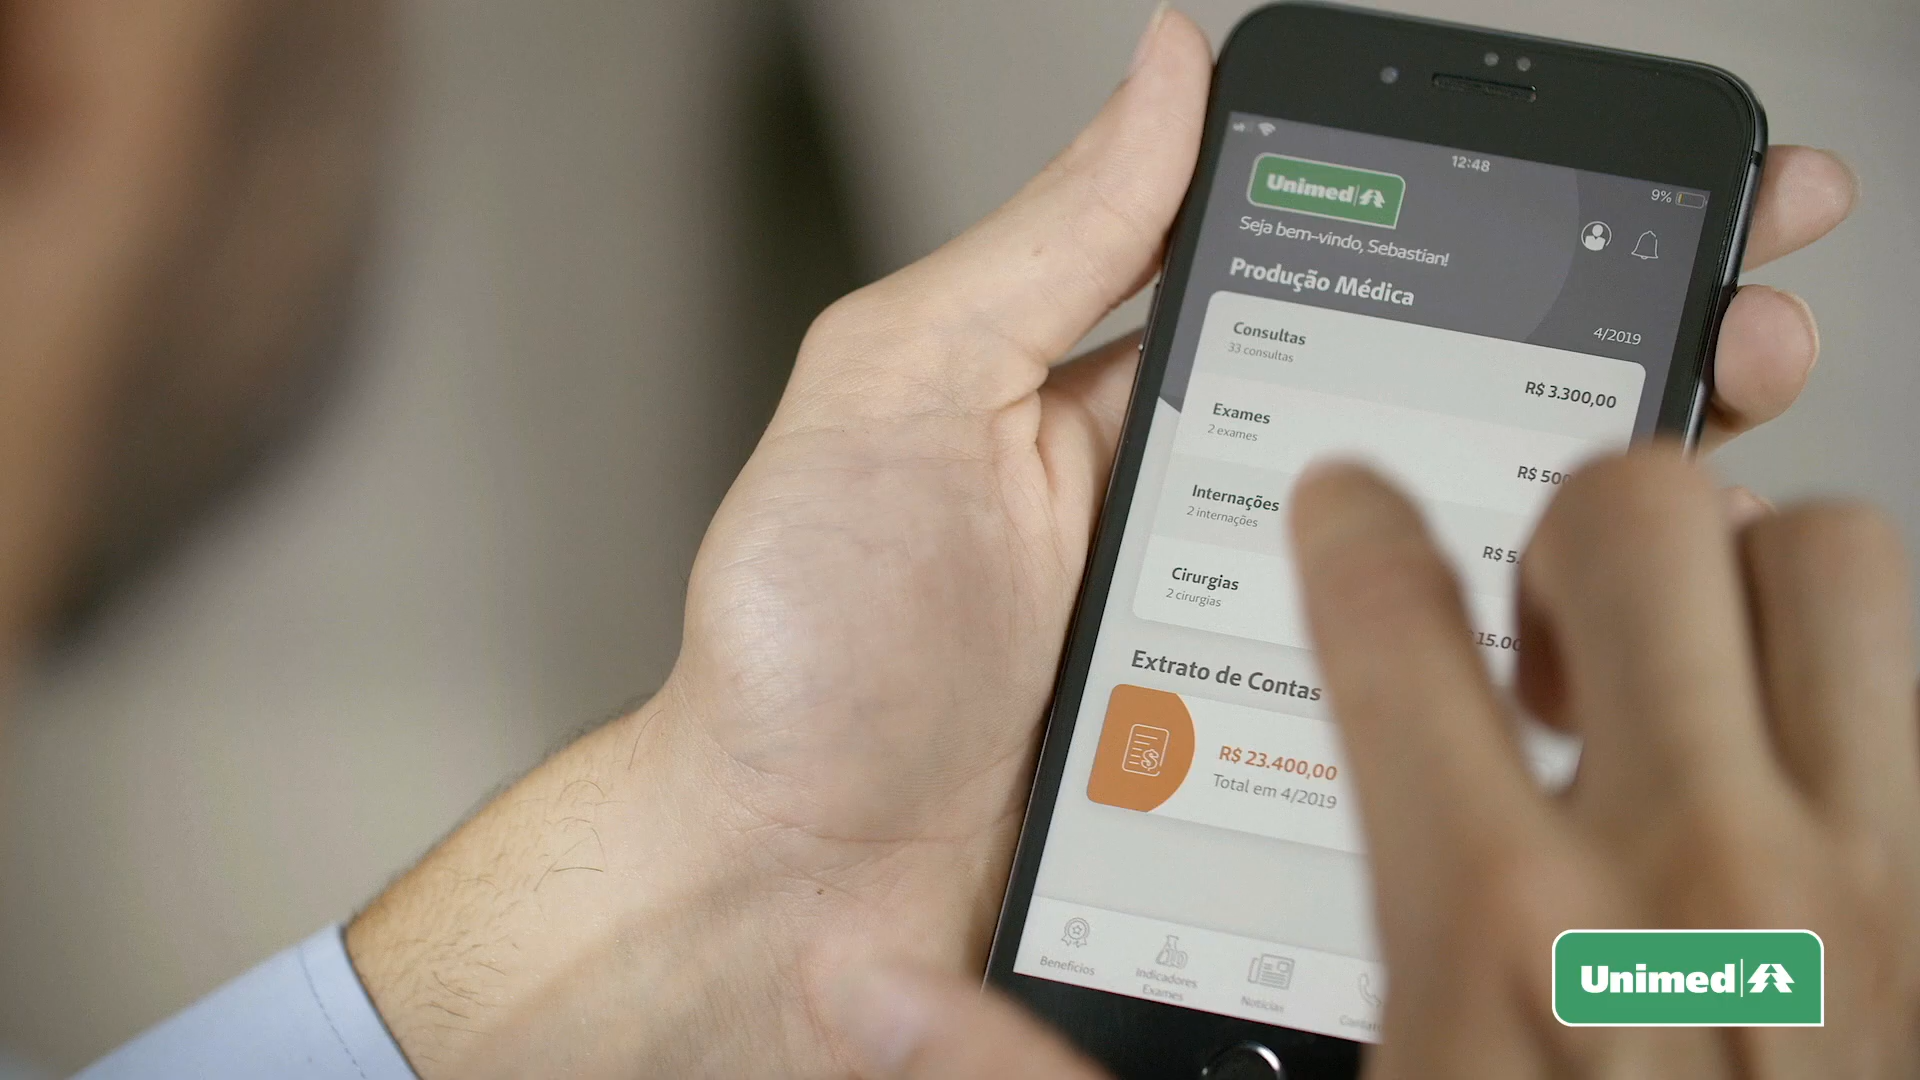 12:48
9%
Unimed
Seja bem-vindo, Sebastian!
Produção Médica
4/2019
Consultas
33 consultas
R$ 3.300,00
Exames
2 exames
R$ 500
Internações
2 internações
R$ 5.
Cirurgias
2 cirurgias
15.00
Extrato de Contas
R$ 23.400,00
Total em 4/2019
Benefícios
Indicadores
Exames
Notícias
Unimed